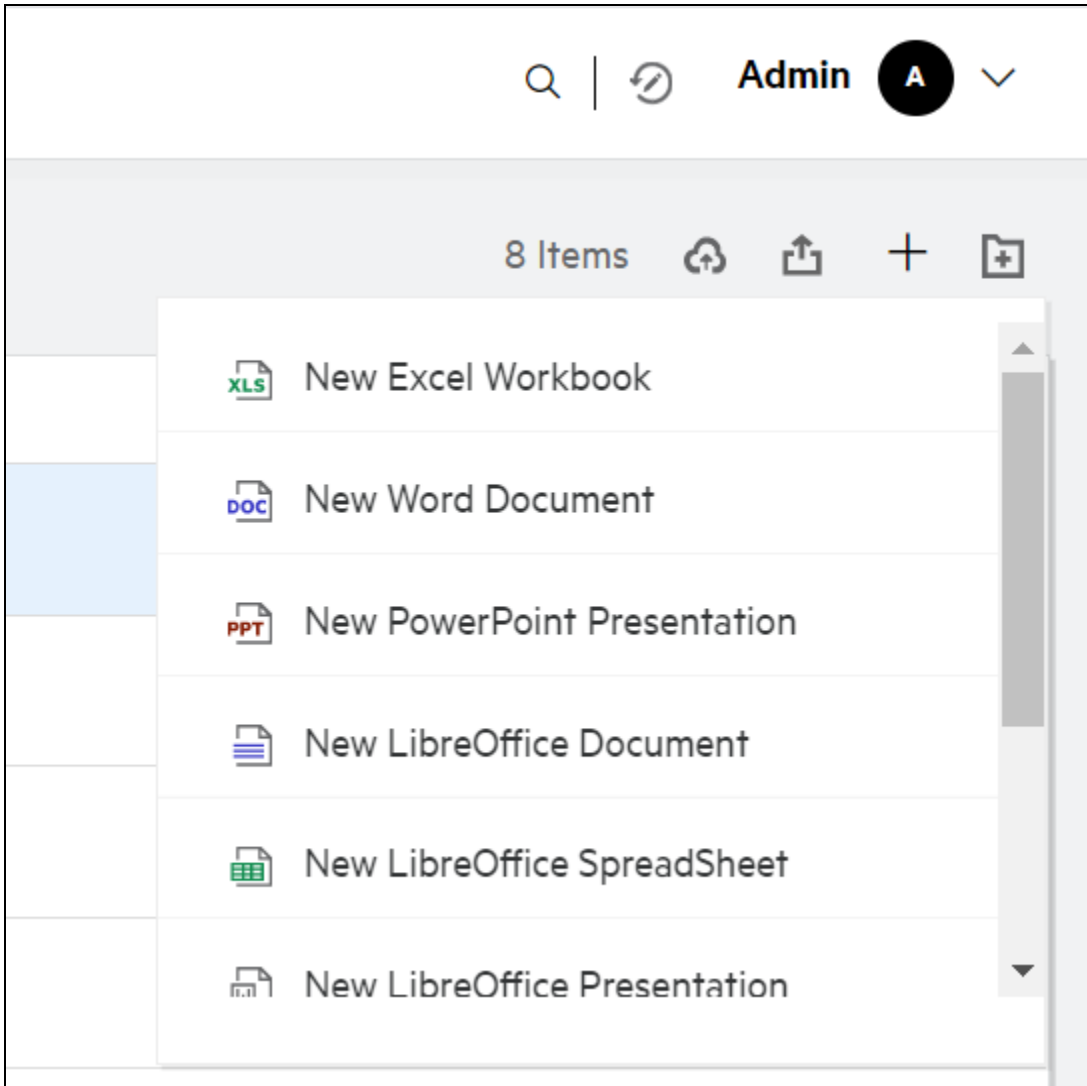 Admin A
8 Items
XLS New Excel Workbook
DOC New Word Document
PPT New PowerPoint Presentation
New LibreOffice Document
New LibreOffice SpreadSheet
New LibreOffice Presentation